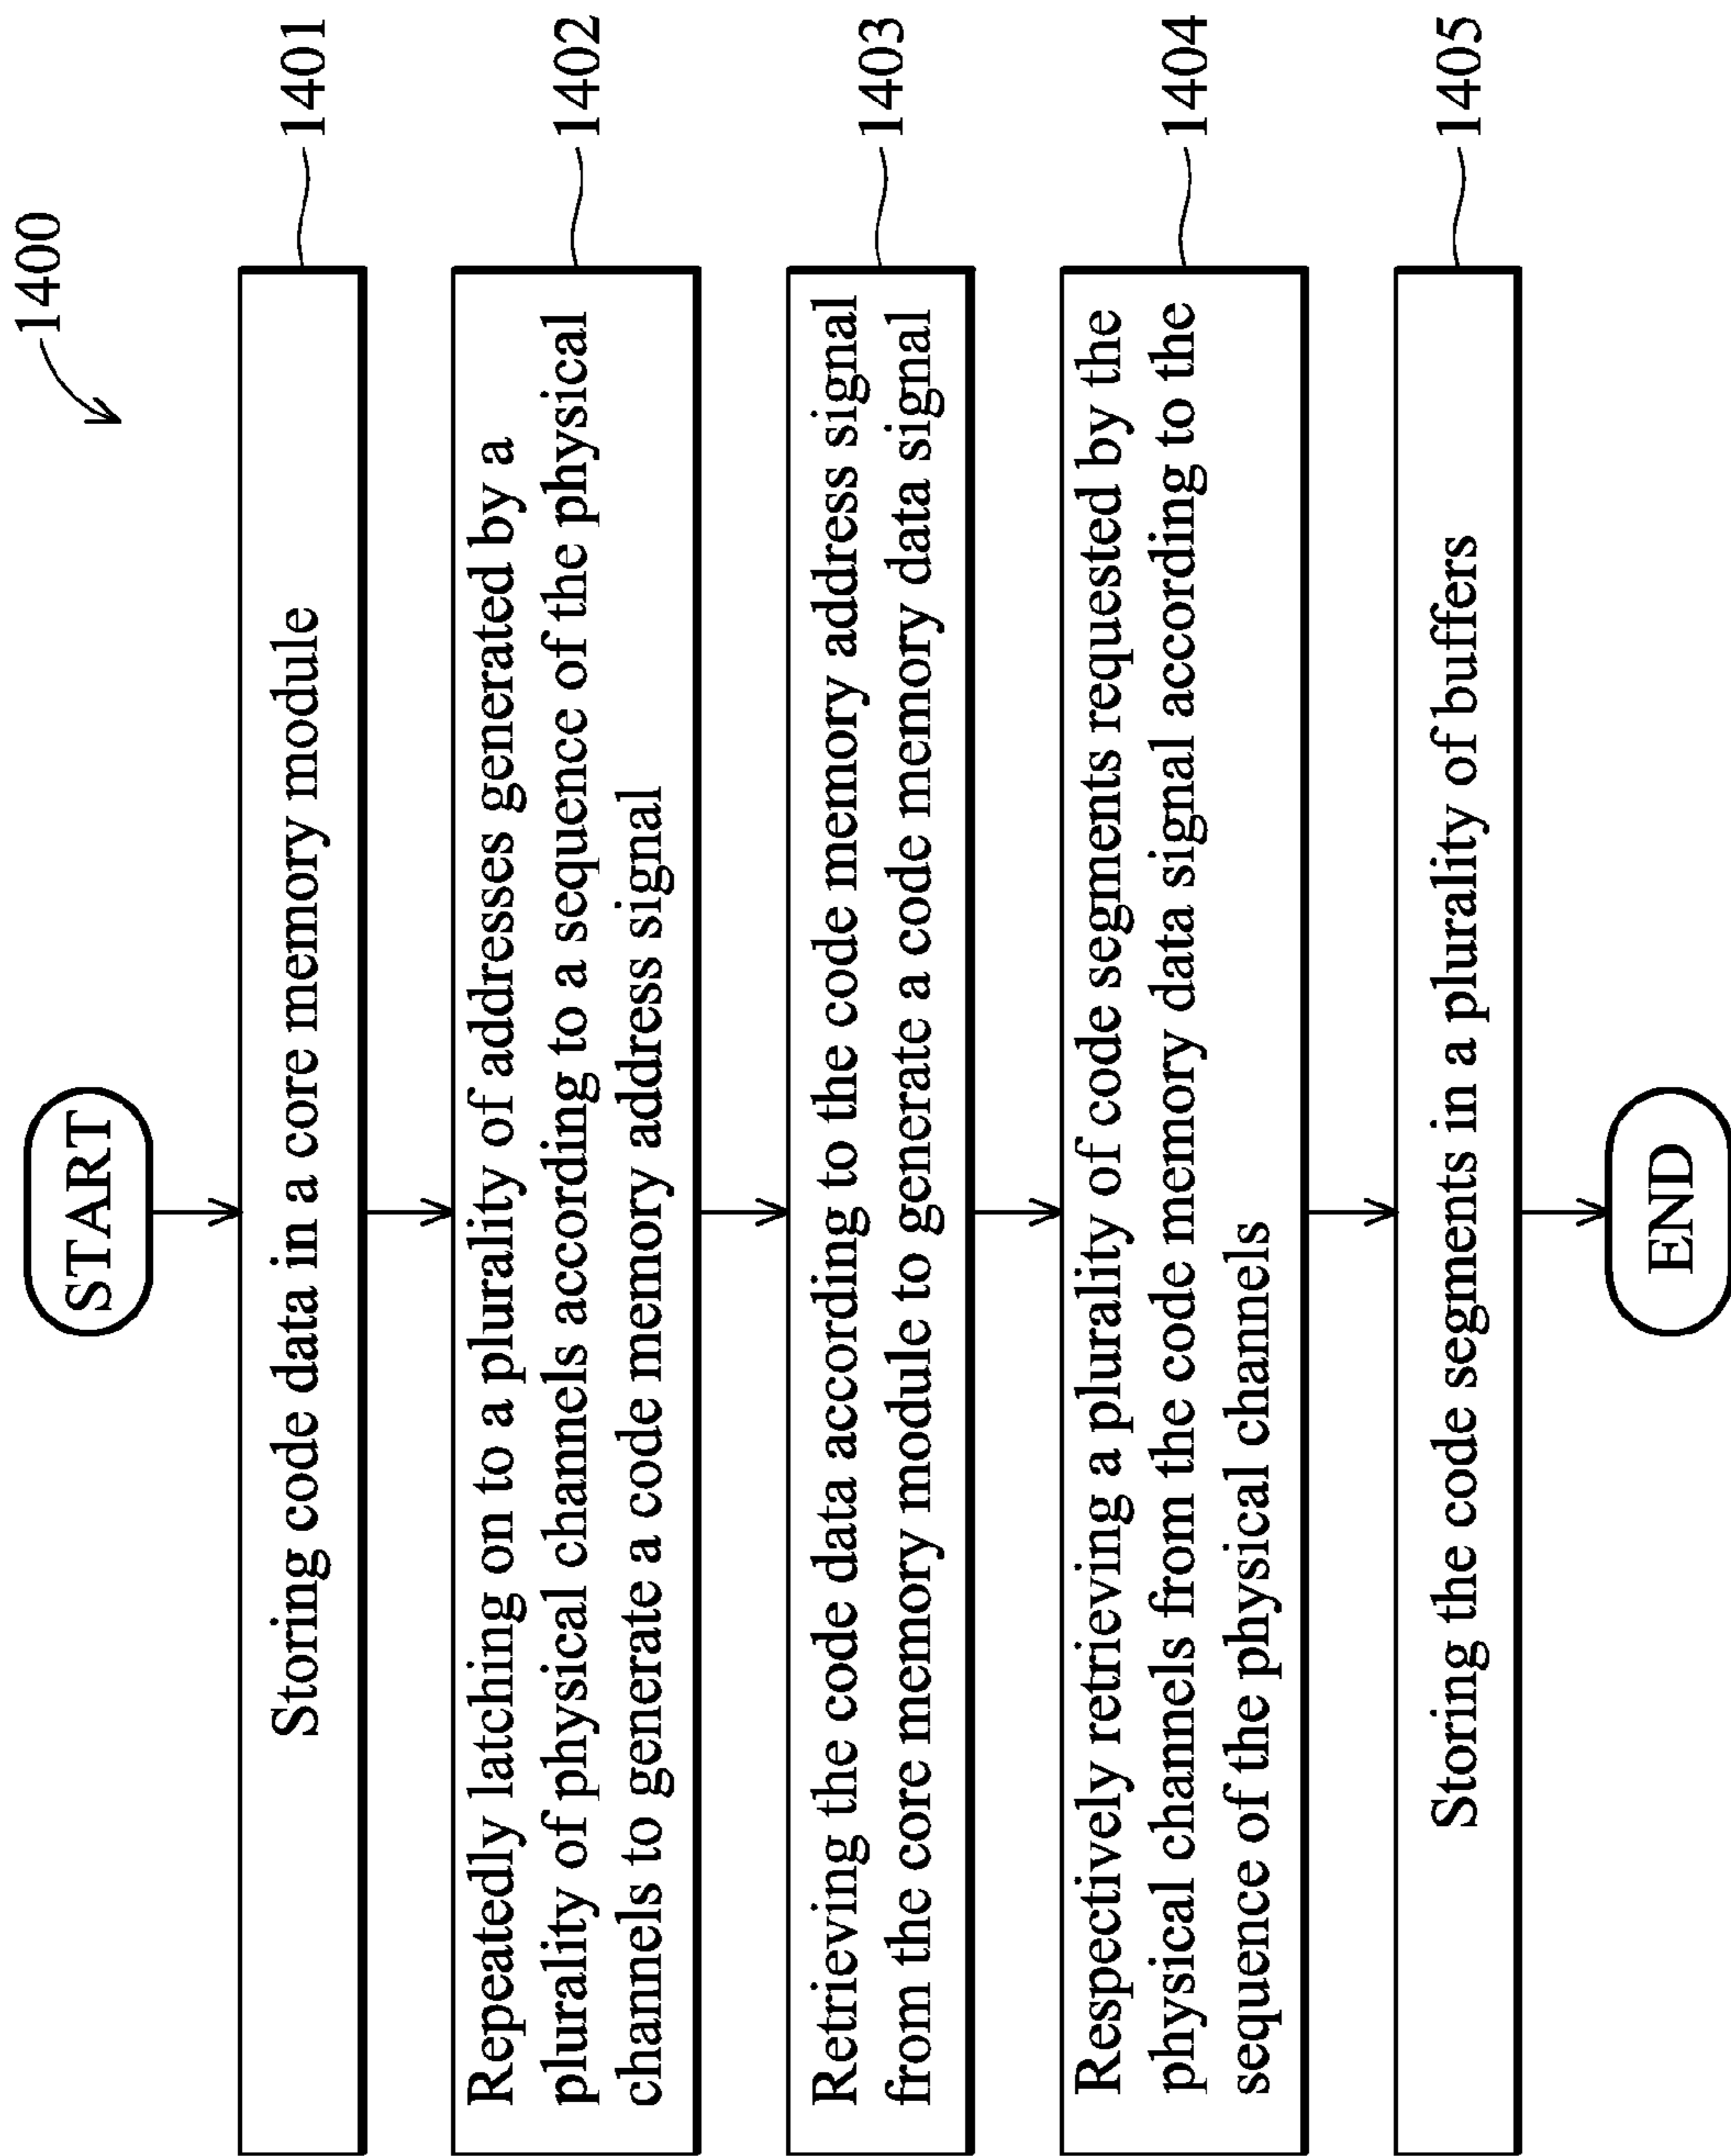 1400
START
Storing code data in a core memory module
1401
Repeatedly latching on to a plurality of addresses generated by a
plurality of physical channels according to a sequence of the physical
channels to generate a code memory address signal
1402
Retrieving the code data according to the code memory address signal
from the core memory module to generate a code memory data signal
1403
Respectively retrieving a plurality of code segments requested by the
physical channels from the code memory data signal according to the
sequence of the physical channels
1404
Storing the code segments in a plurality of buffers
1405
END